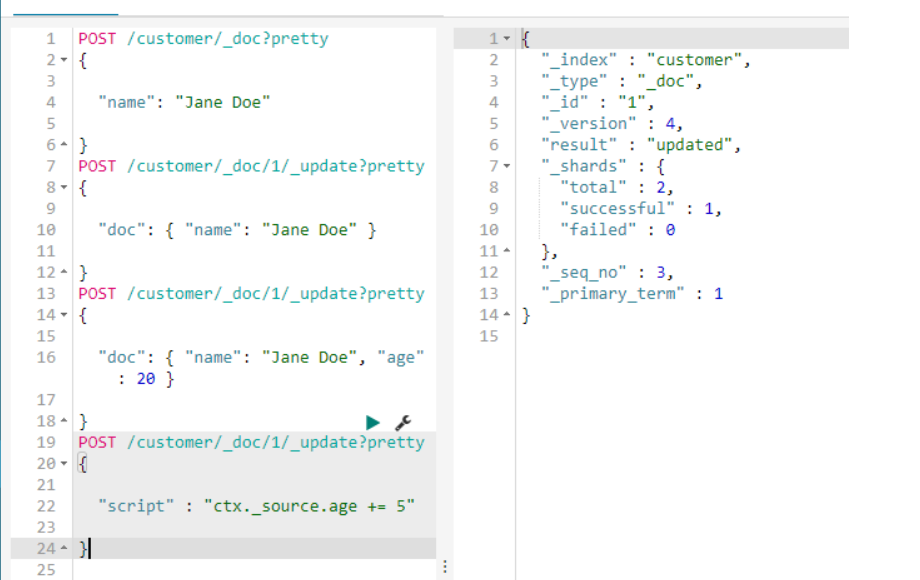 1 POST /customer/_doc?pretty
2 {
3
4 "name": "Jane Doe"
5
6 }
7 POST /customer/_doc/1/_update?pretty
8 {
9
10 "doc": { "name": "Jane Doe" }
11
12 }
13 POST /customer/_doc/1/_update?pretty
14 {
15
16 "doc": { "name": "Jane Doe", "age"
: 20 }
17
18 }
19 POST /customer/_doc/1/_update?pretty
20 {
21
22 "script" : "ctx._source.age += 5"
23
24 }
25
1 {
2 "_index" : "customer",
3 "_type" : "_doc",
4 "_id" : "1",
5 "_version" : 4,
6 "result" : "updated",
7 "_shards" : {
8 "total" : 2,
9 "successful" : 1,
10 "failed" : 0
11 },
12 "_seq_no" : 3,
13 "_primary_term" : 1
14 }
15